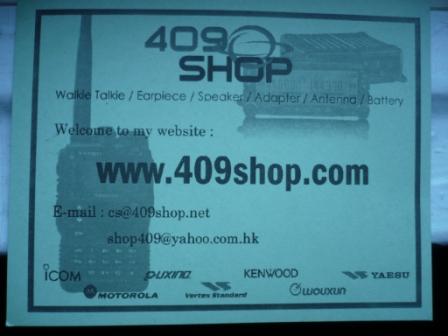 409
SHOP
Walkie Talkie / Earpiece / Speaker / Adapter / Antenna / Battery
Welcome to my website :
www.409shop.com
E-mail : cs@409shop.net
shop409@yahoo.com.hk
ICOM PUXING KENWOOD YAESU
MOTOROLA Vertex Standard WOUXUN